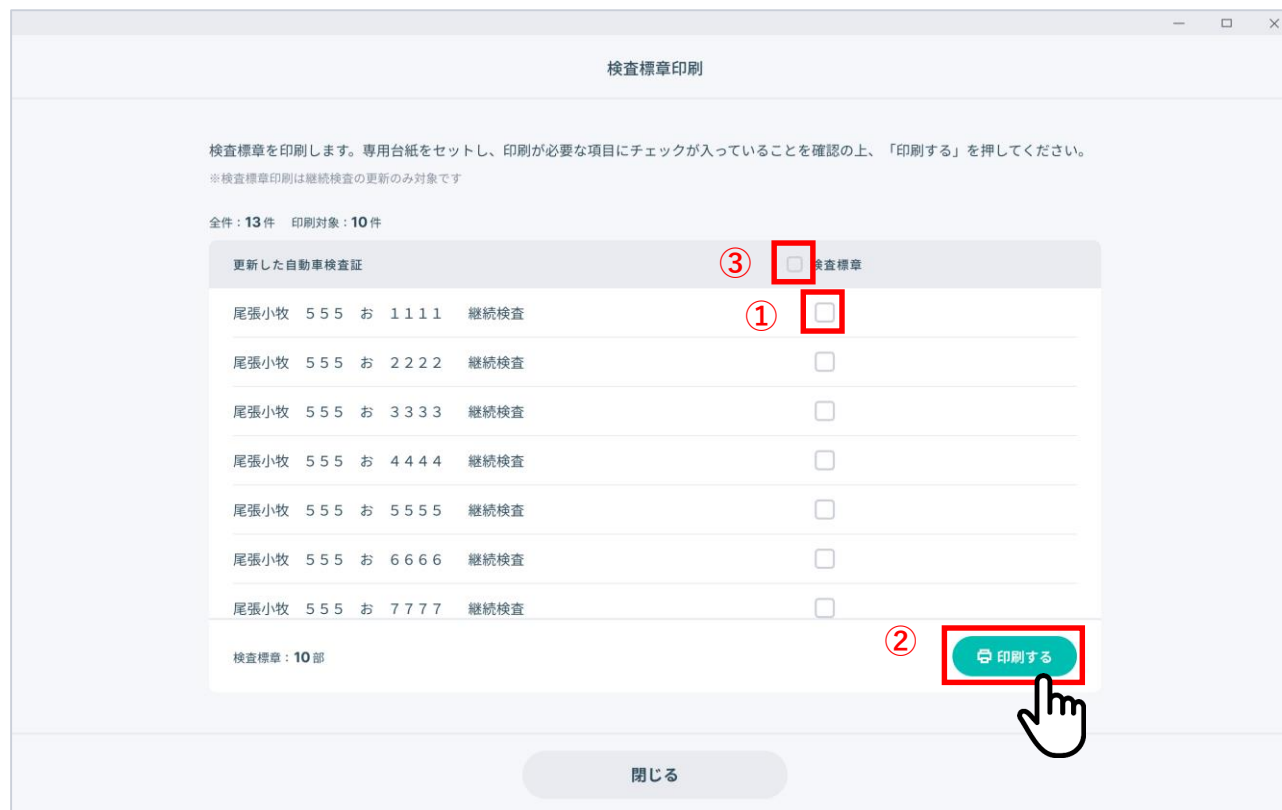 検査標章印刷
検査標章を印刷します。専用台紙をセットし、印刷が必要な項目にチェックが入っていることを確認の上、「印刷する」を押してください。
※検査標章印刷は継続検査の更新のみ対象です
全件：13件　印刷対象：10件
更新した自動車検査証　③　検査標章
尾張小牧　５５５　お　１１１１　継続検査　①
尾張小牧　５５５　お　２２２２　継続検査
尾張小牧　５５５　お　３３３３　継続検査
尾張小牧　５５５　お　４４４４　継続検査
尾張小牧　５５５　お　５５５５　継続検査
尾張小牧　５５５　お　６６６６　継続検査
尾張小牧　５５５　お　７７７７　継続検査
検査標章：10部　②　印刷する
閉じる